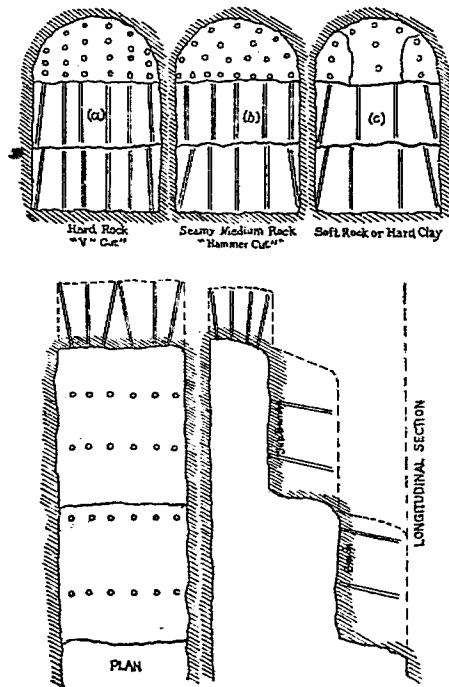 (a)
(b)
(c)
Hard Rock
"V" Cut"
Seamy Medium Rock
"Hammer Cut"
Soft Rock or Hard Clay
LONGITUDINAL SECTION
PLAN